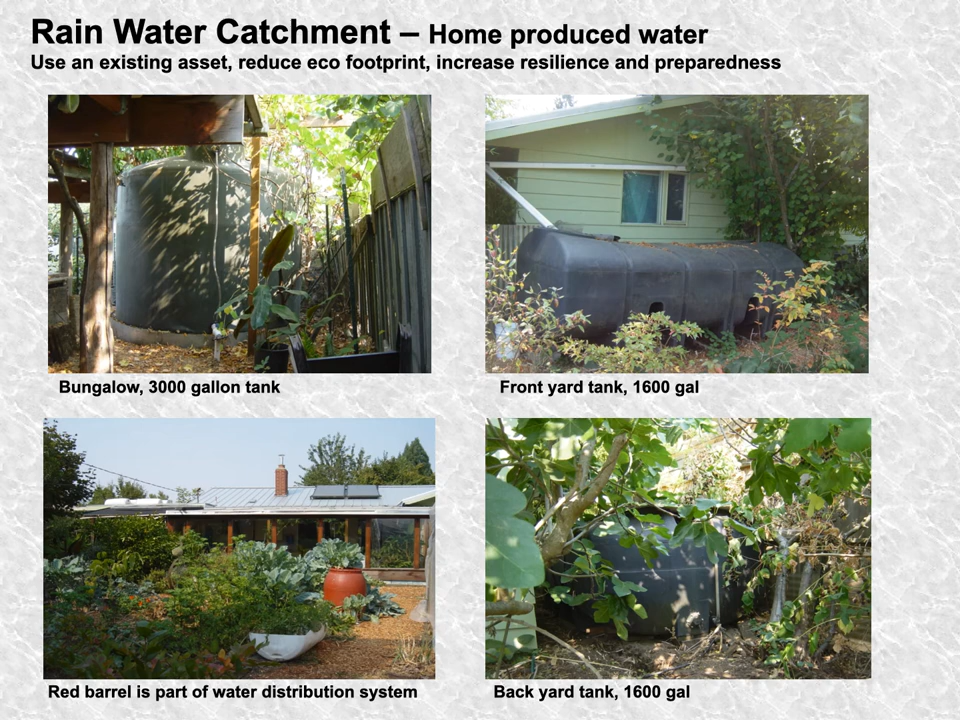 Rain Water Catchment – Home produced water
Use an existing asset, reduce eco footprint, increase resilience and preparedness
Bungalow, 3000 gallon tank
Front yard tank, 1600 gal
Red barrel is part of water distribution system
Back yard tank, 1600 gal